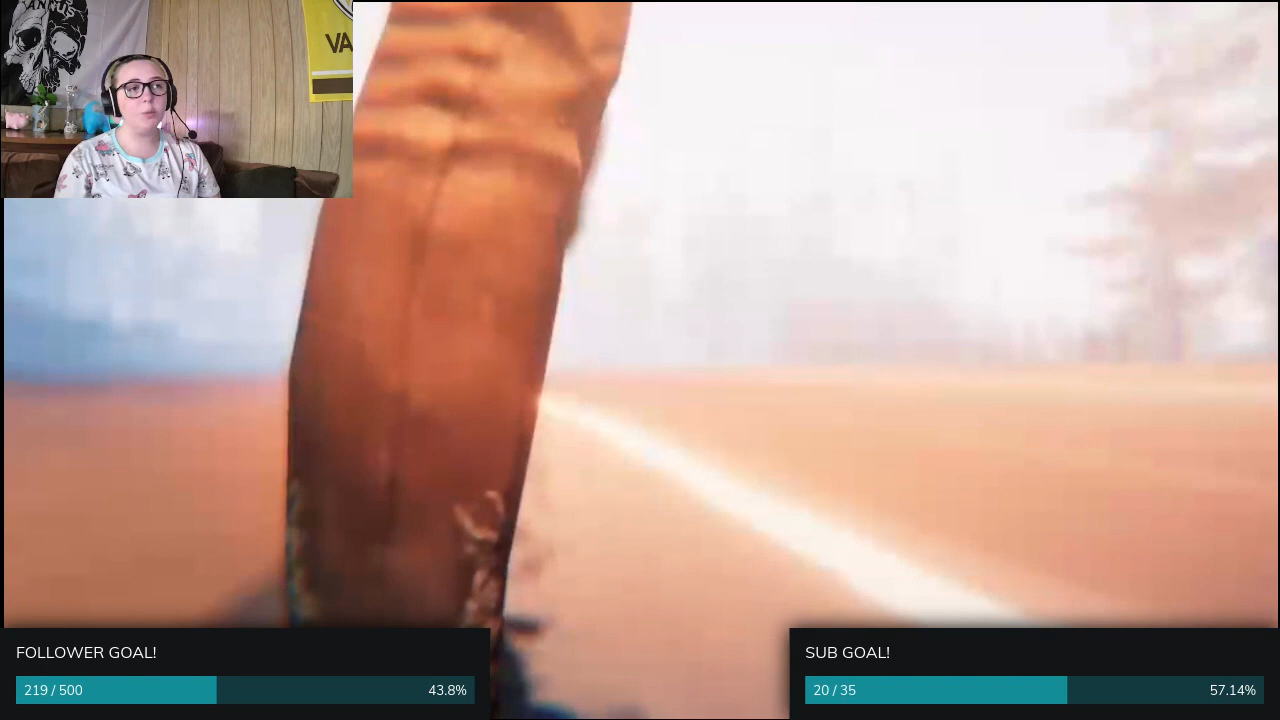 VA
FOLLOWER GOAL!
219 / 500
43.8%
SUB GOAL!
20 / 35
57.14%